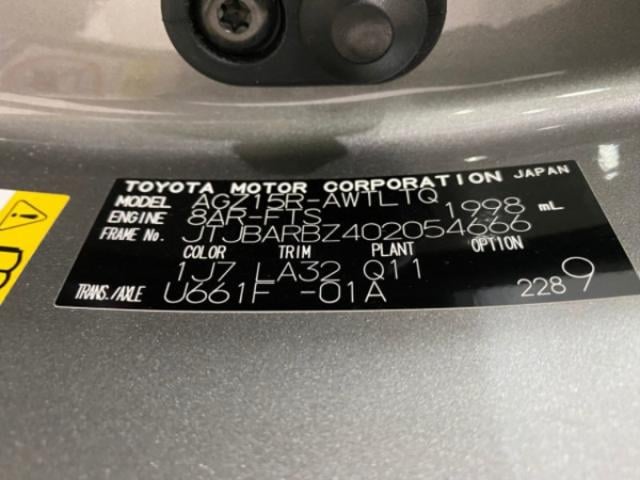 TOYOTA MOTOR CORPORATION JAPAN
MODEL AGZ15R-AWTLTQ
ENGINE 8AR-FTS 1998 mL
FRAME No. JTJBARBZ402054666
COLOR TRIM PLANT OPTION
1J7 LA32 Q11
TRANS./AXLE U661F -01A 2289